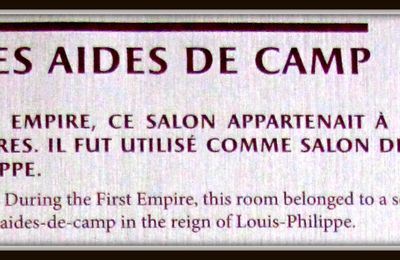 ES AIDES DE CAMP
EMPIRE, CE SALON APPARTENAIT À
RES. IL FUT UTILISÉ COMME SALON DE
PPE.
During the First Empire, this room belonged to a s
aides-de-camp in the reign of Louis-Philippe.